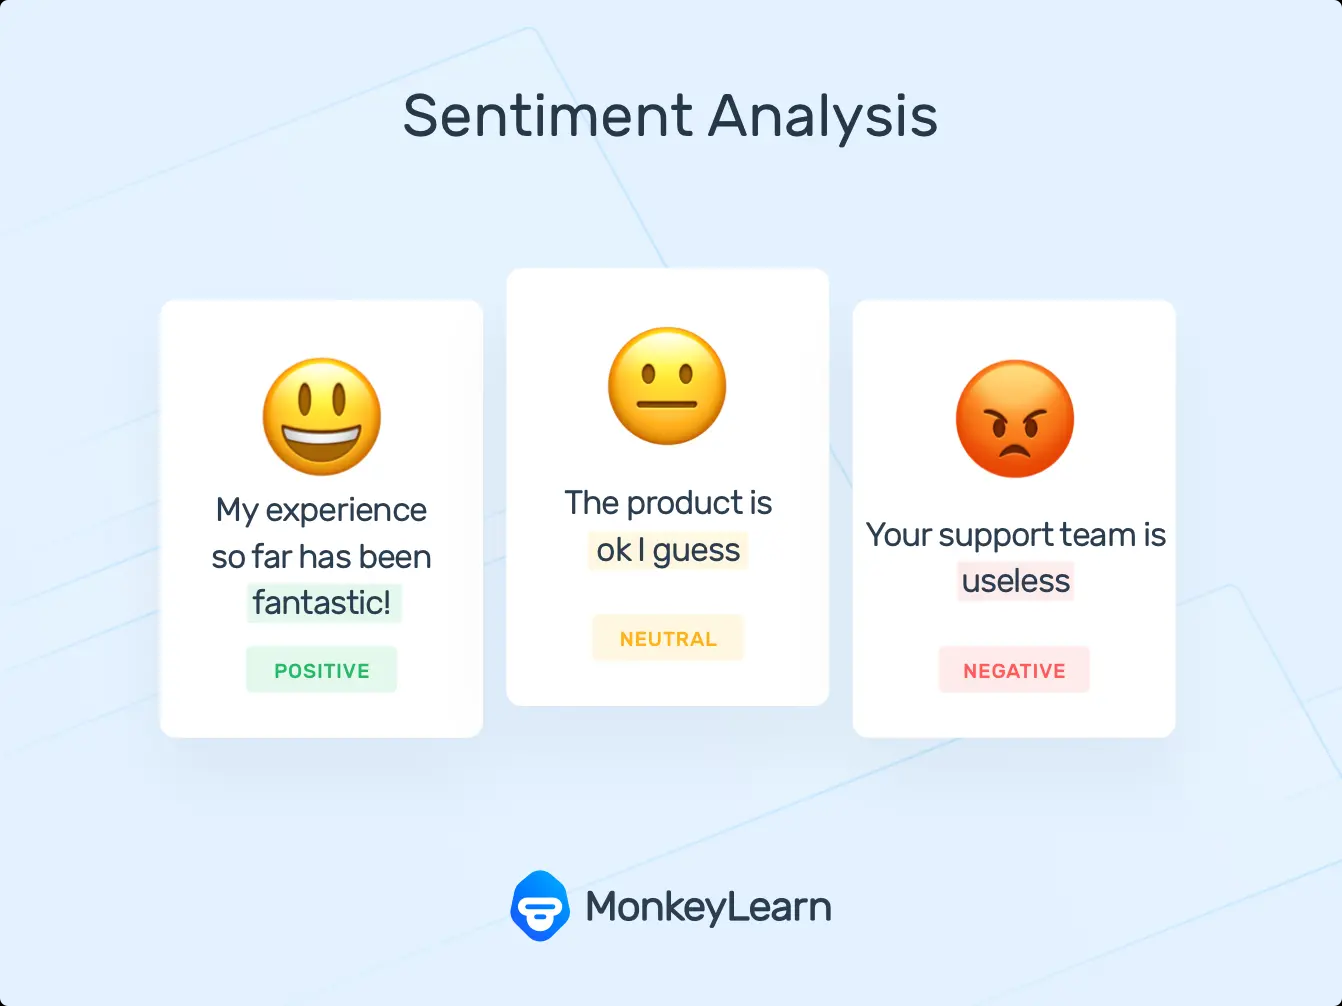 Sentiment Analysis
My experience
so far has been
fantastic!
POSITIVE
The product is
ok I guess
NEUTRAL
Your support team is
useless
NEGATIVE
MonkeyLearn